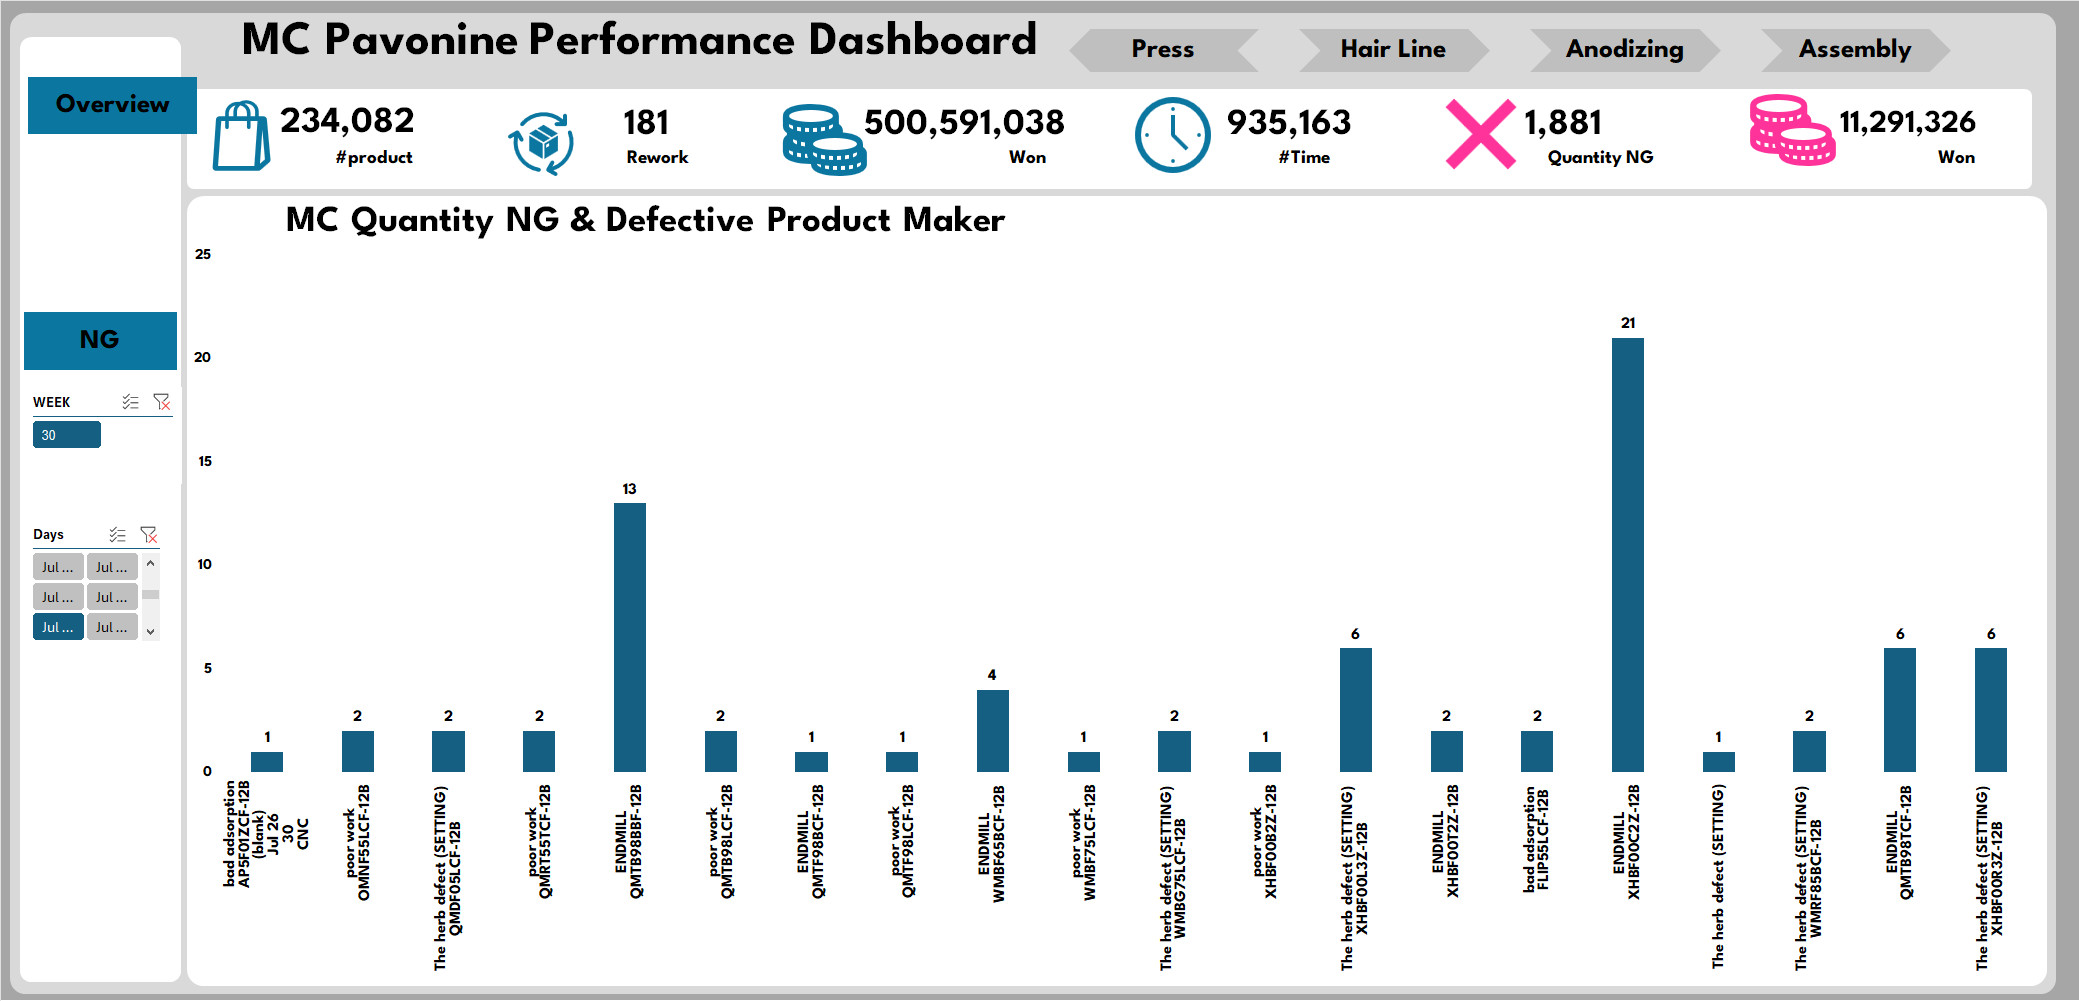 MC Pavonine Performance Dashboard
Press
Hair Line
Anodizing
Assembly
Overview
234,082
#product
181
Rework
500,591,038
Won
935,163
#Time
1,881
Quantity NG
11,291,326
Won
NG
WEEK
30
Days
Jul ...
Jul ...
Jul ...
Jul ...
Jul ...
Jul ...
MC Quantity NG & Defective Product Maker
25
20
15
10
5
0
1
2
2
2
13
2
1
1
4
1
2
1
6
2
2
21
1
2
6
6
bad adsorption
AP5F01ZCF-12B
(blank)
Jul 26
30
CNC
poor work
OMNF55LCF-12B
The herb defect (SETTING)
QMDF05LCF-12B
poor work
QMRT55TCF-12B
ENDMILL
QMTB98BBF-12B
poor work
QMTB98LCF-12B
ENDMILL
QMTF98BCF-12B
poor work
QMTF98LCF-12B
ENDMILL
WMBF65BCF-12B
poor work
WMBF75LCF-12B
The herb defect (SETTING)
WMBG75LCF-12B
poor work
XHBF00B2Z-12B
The herb defect (SETTING)
XHBF00L3Z-12B
ENDMILL
XHBF00T2Z-12B
bad adsorption
FLIP55LCF-12B
ENDMILL
XHBF00C2Z-12B
The herb defect (SETTING)
The herb defect (SETTING)
WMRF85BCF-12B
ENDMILL
QMTB98TCF-12B
The herb defect (SETTING)
XHBF00R3Z-12B